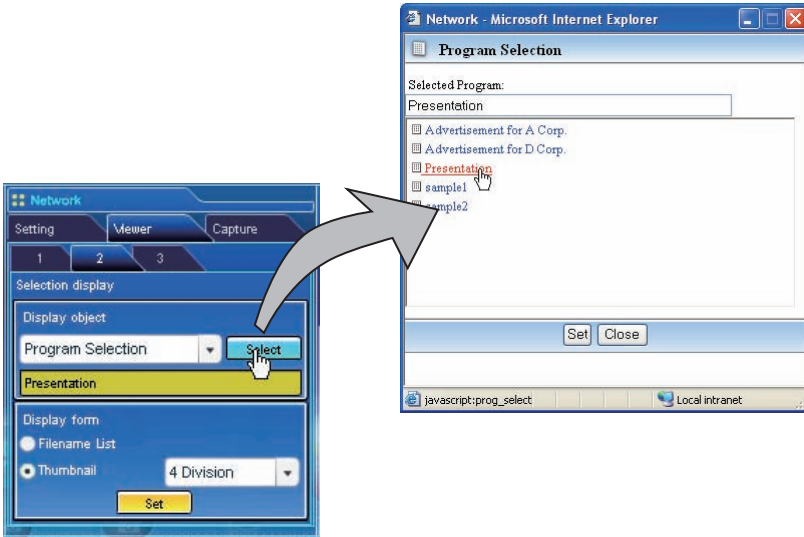 Network
Setting Viewer Capture
1 2 3
Selection display
Display object
Program Selection Select
Presentation
Display form
Filename List
Thumbnail 4 Division
Set
Network - Microsoft Internet Explorer
Program Selection
Selected Program:
Presentation
Advertisement for A Corp.
Advertisement for D Corp.
Presentation
sample1
sample2
Set Close
javascript:prog_select Local intranet